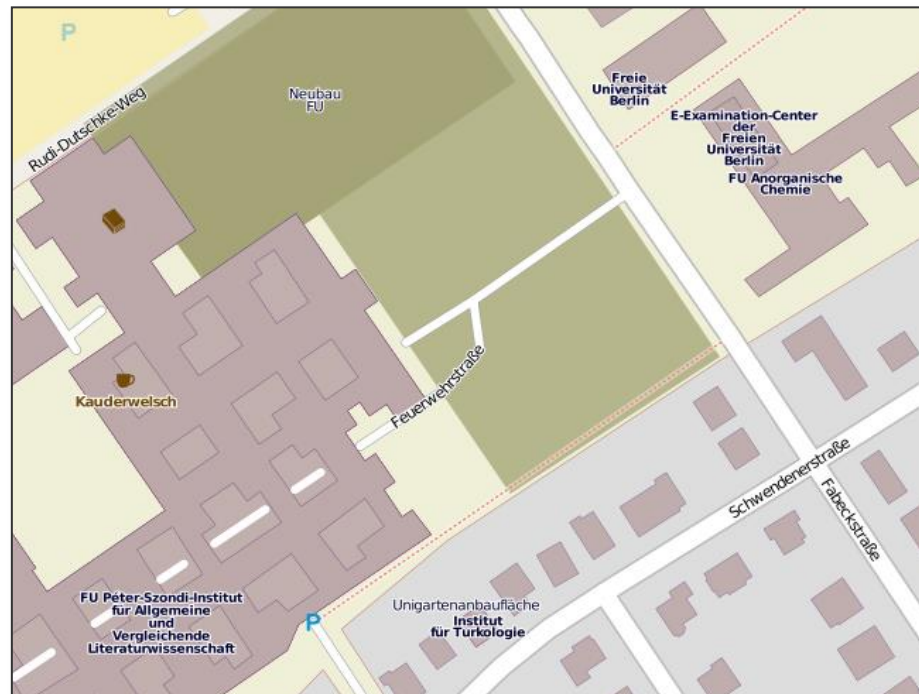 P
Neubau
FU
Freie
Universität
Berlin
Rudi-Dutschke-Weg
E-Examination-Center
der
Freien
Universität
Berlin
FU Anorganische
Chemie
Kauderwelsch
Feuerwehrstraße
Schwendenerstraße
Fabeckstraße
FU Peter-Szondi-Institut
für Allgemeine
und
Vergleichende
Literaturwissenschaft
P
Unigartenanbaufläche
Institut
für Turkologie